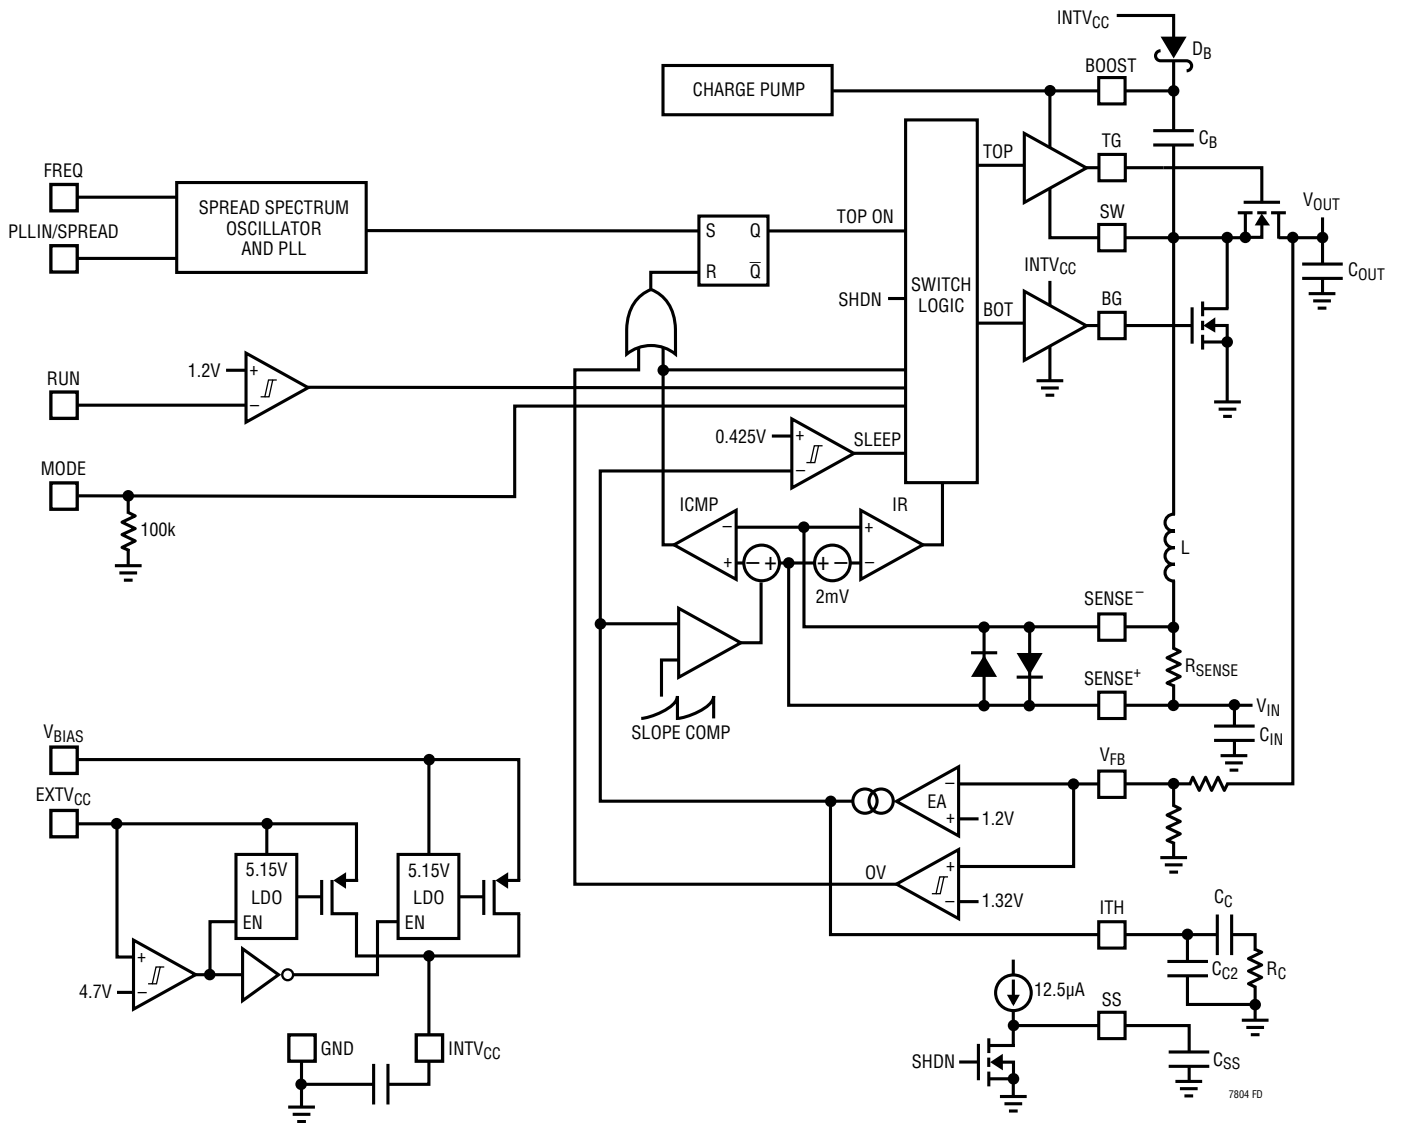 INTVCC
DB
BOOST
CHARGE PUMP
CB
TG
TOP
FREQ
VOUT
SPREAD SPECTRUM
OSCILLATOR
AND PLL
SW
TOP ON
S Q
PLLIN/SPREAD
COUT
INTVCC
R Q̅
SWITCH
LOGIC
SHDN
BG
BOT
1.2V
+
RUN
−
0.425V
+
SLEEP
−
MODE
ICMP
IR
100k
−
+
L
+
− +
+ −
−
2mV
SENSE−
RSENSE
SENSE+
VIN
SLOPE COMP
CIN
VBIAS
VFB
EXTVCC
−
EA
+
1.2V
5.15V
LDO
EN
5.15V
LDO
EN
OV
+
−
1.32V
CC
ITH
+
4.7V
−
CC2
RC
12.5µA
SS
GND
INTVCC
SHDN
CSS
7804 FD